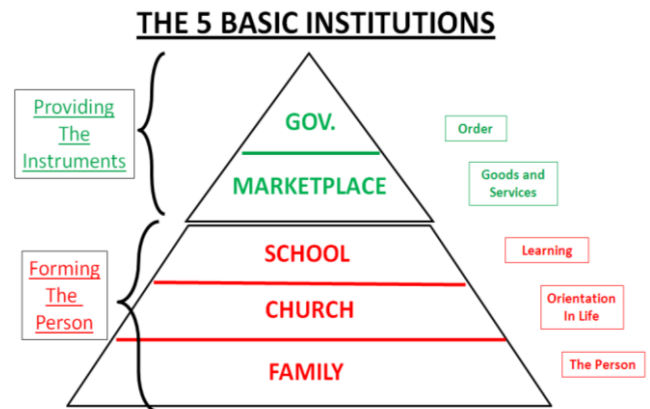 THE 5 BASIC INSTITUTIONS
Providing
The
Instruments
GOV.
Order
MARKETPLACE
Goods and
Services
Forming
The
Person
SCHOOL
Learning
CHURCH
Orientation
In Life
FAMILY
The Person